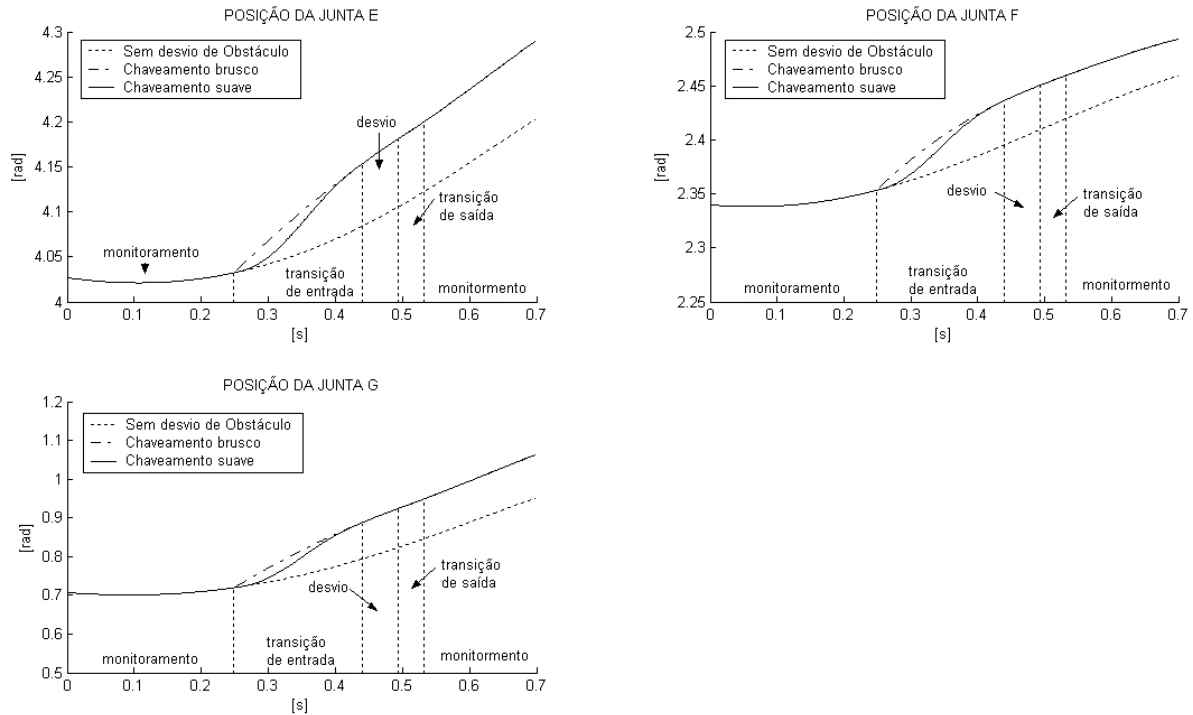 POSIÇÃO DA JUNTA E
4.3
4.25
4.2
4.15
4.1
4.05
4
[rad]
Sem desvio de Obstáculo
Chaveamento brusco
Chaveamento suave
desvio
transição
de saída
monitoramento
transição
de entrada
monitormento
0 0.1 0.2 0.3 0.4 0.5 0.6 0.7
[s]
POSIÇÃO DA JUNTA F
2.5
2.45
2.4
2.35
2.3
2.25
[rad]
Sem desvio de Obstáculo
Chaveamento brusco
Chaveamento suave
desvio
transição
de saída
monitoramento
transição
de entrada
monitormento
0 0.1 0.2 0.3 0.4 0.5 0.6 0.7
[s]
POSIÇÃO DA JUNTA G
1.2
1.1
1
0.9
0.8
0.7
0.6
0.5
[rad]
Sem desvio de Obstáculo
Chaveamento brusco
Chaveamento suave
desvio
transição
de saída
monitoramento
transição
de entrada
monitormento
0 0.1 0.2 0.3 0.4 0.5 0.6 0.7
[s]